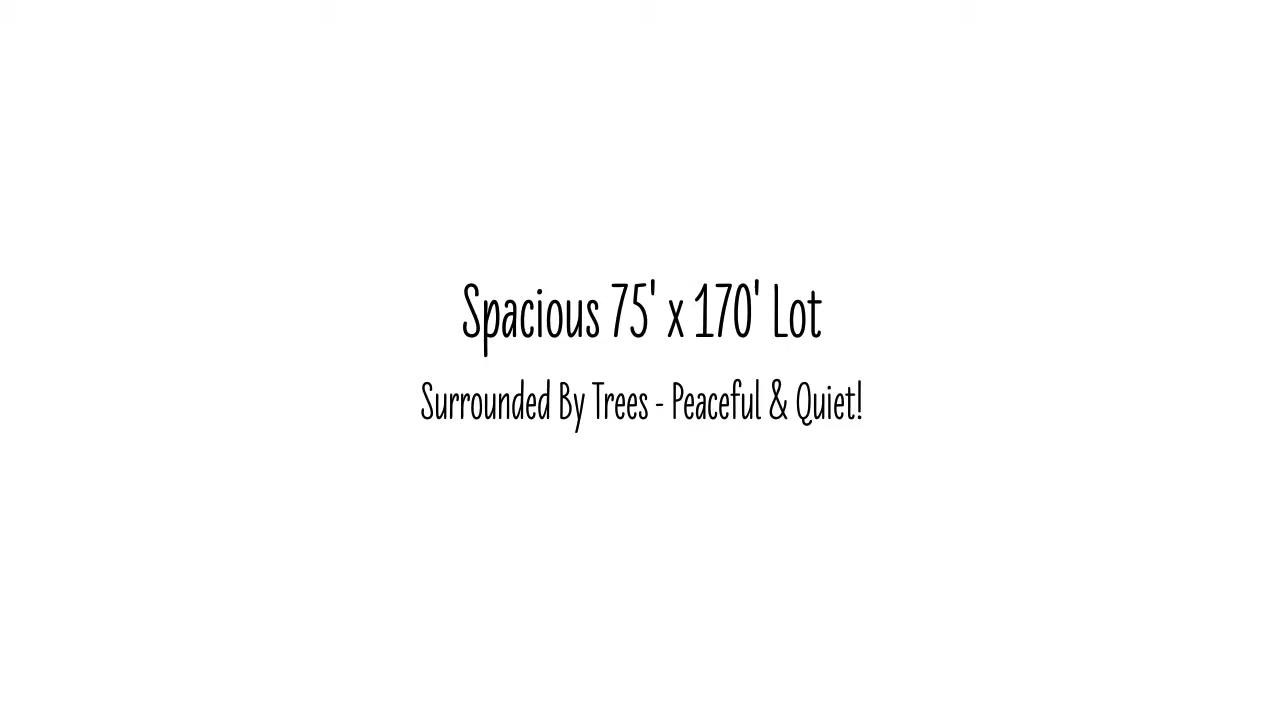 Spacious 75' x 170' Lot
Surrounded By Trees - Peaceful & Quiet!